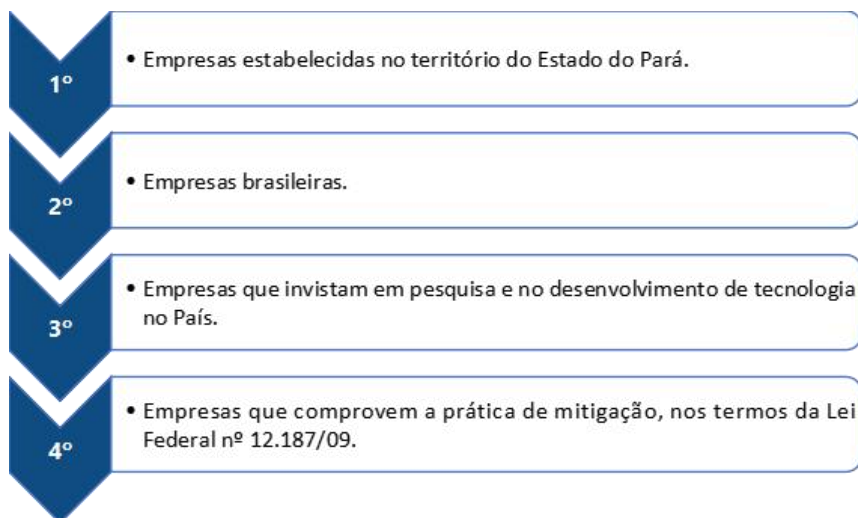 1º
• Empresas estabelecidas no território do Estado do Pará.
2º
• Empresas brasileiras.
3º
• Empresas que invistam em pesquisa e no desenvolvimento de tecnologia
no País.
4º
• Empresas que comprovem a prática de mitigação, nos termos da Lei
Federal nº 12.187/09.